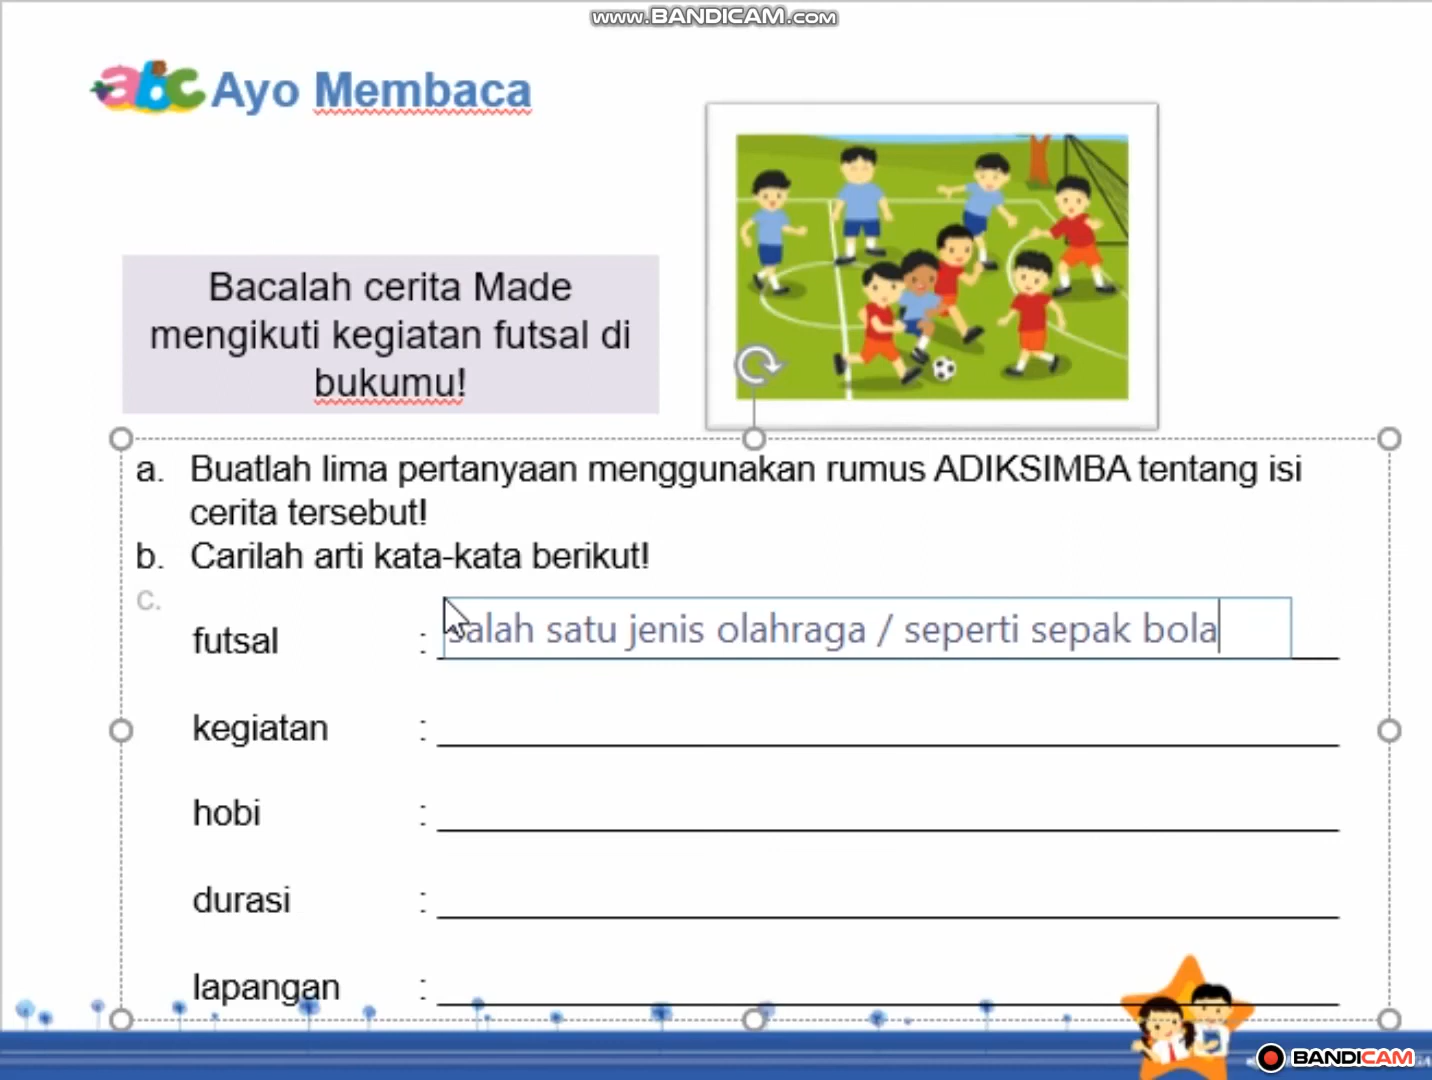 www.BANDICAM.com
abc Ayo Membaca
Bacalah cerita Made
mengikuti kegiatan futsal di
bukumu!
a. Buatlah lima pertanyaan menggunakan rumus ADIKSIMBA tentang isi
cerita tersebut!
b. Carilah arti kata-kata berikut!
c.
futsal : salah satu jenis olahraga / seperti sepak bola
kegiatan :
hobi :
durasi :
lapangan :
BANDICAM